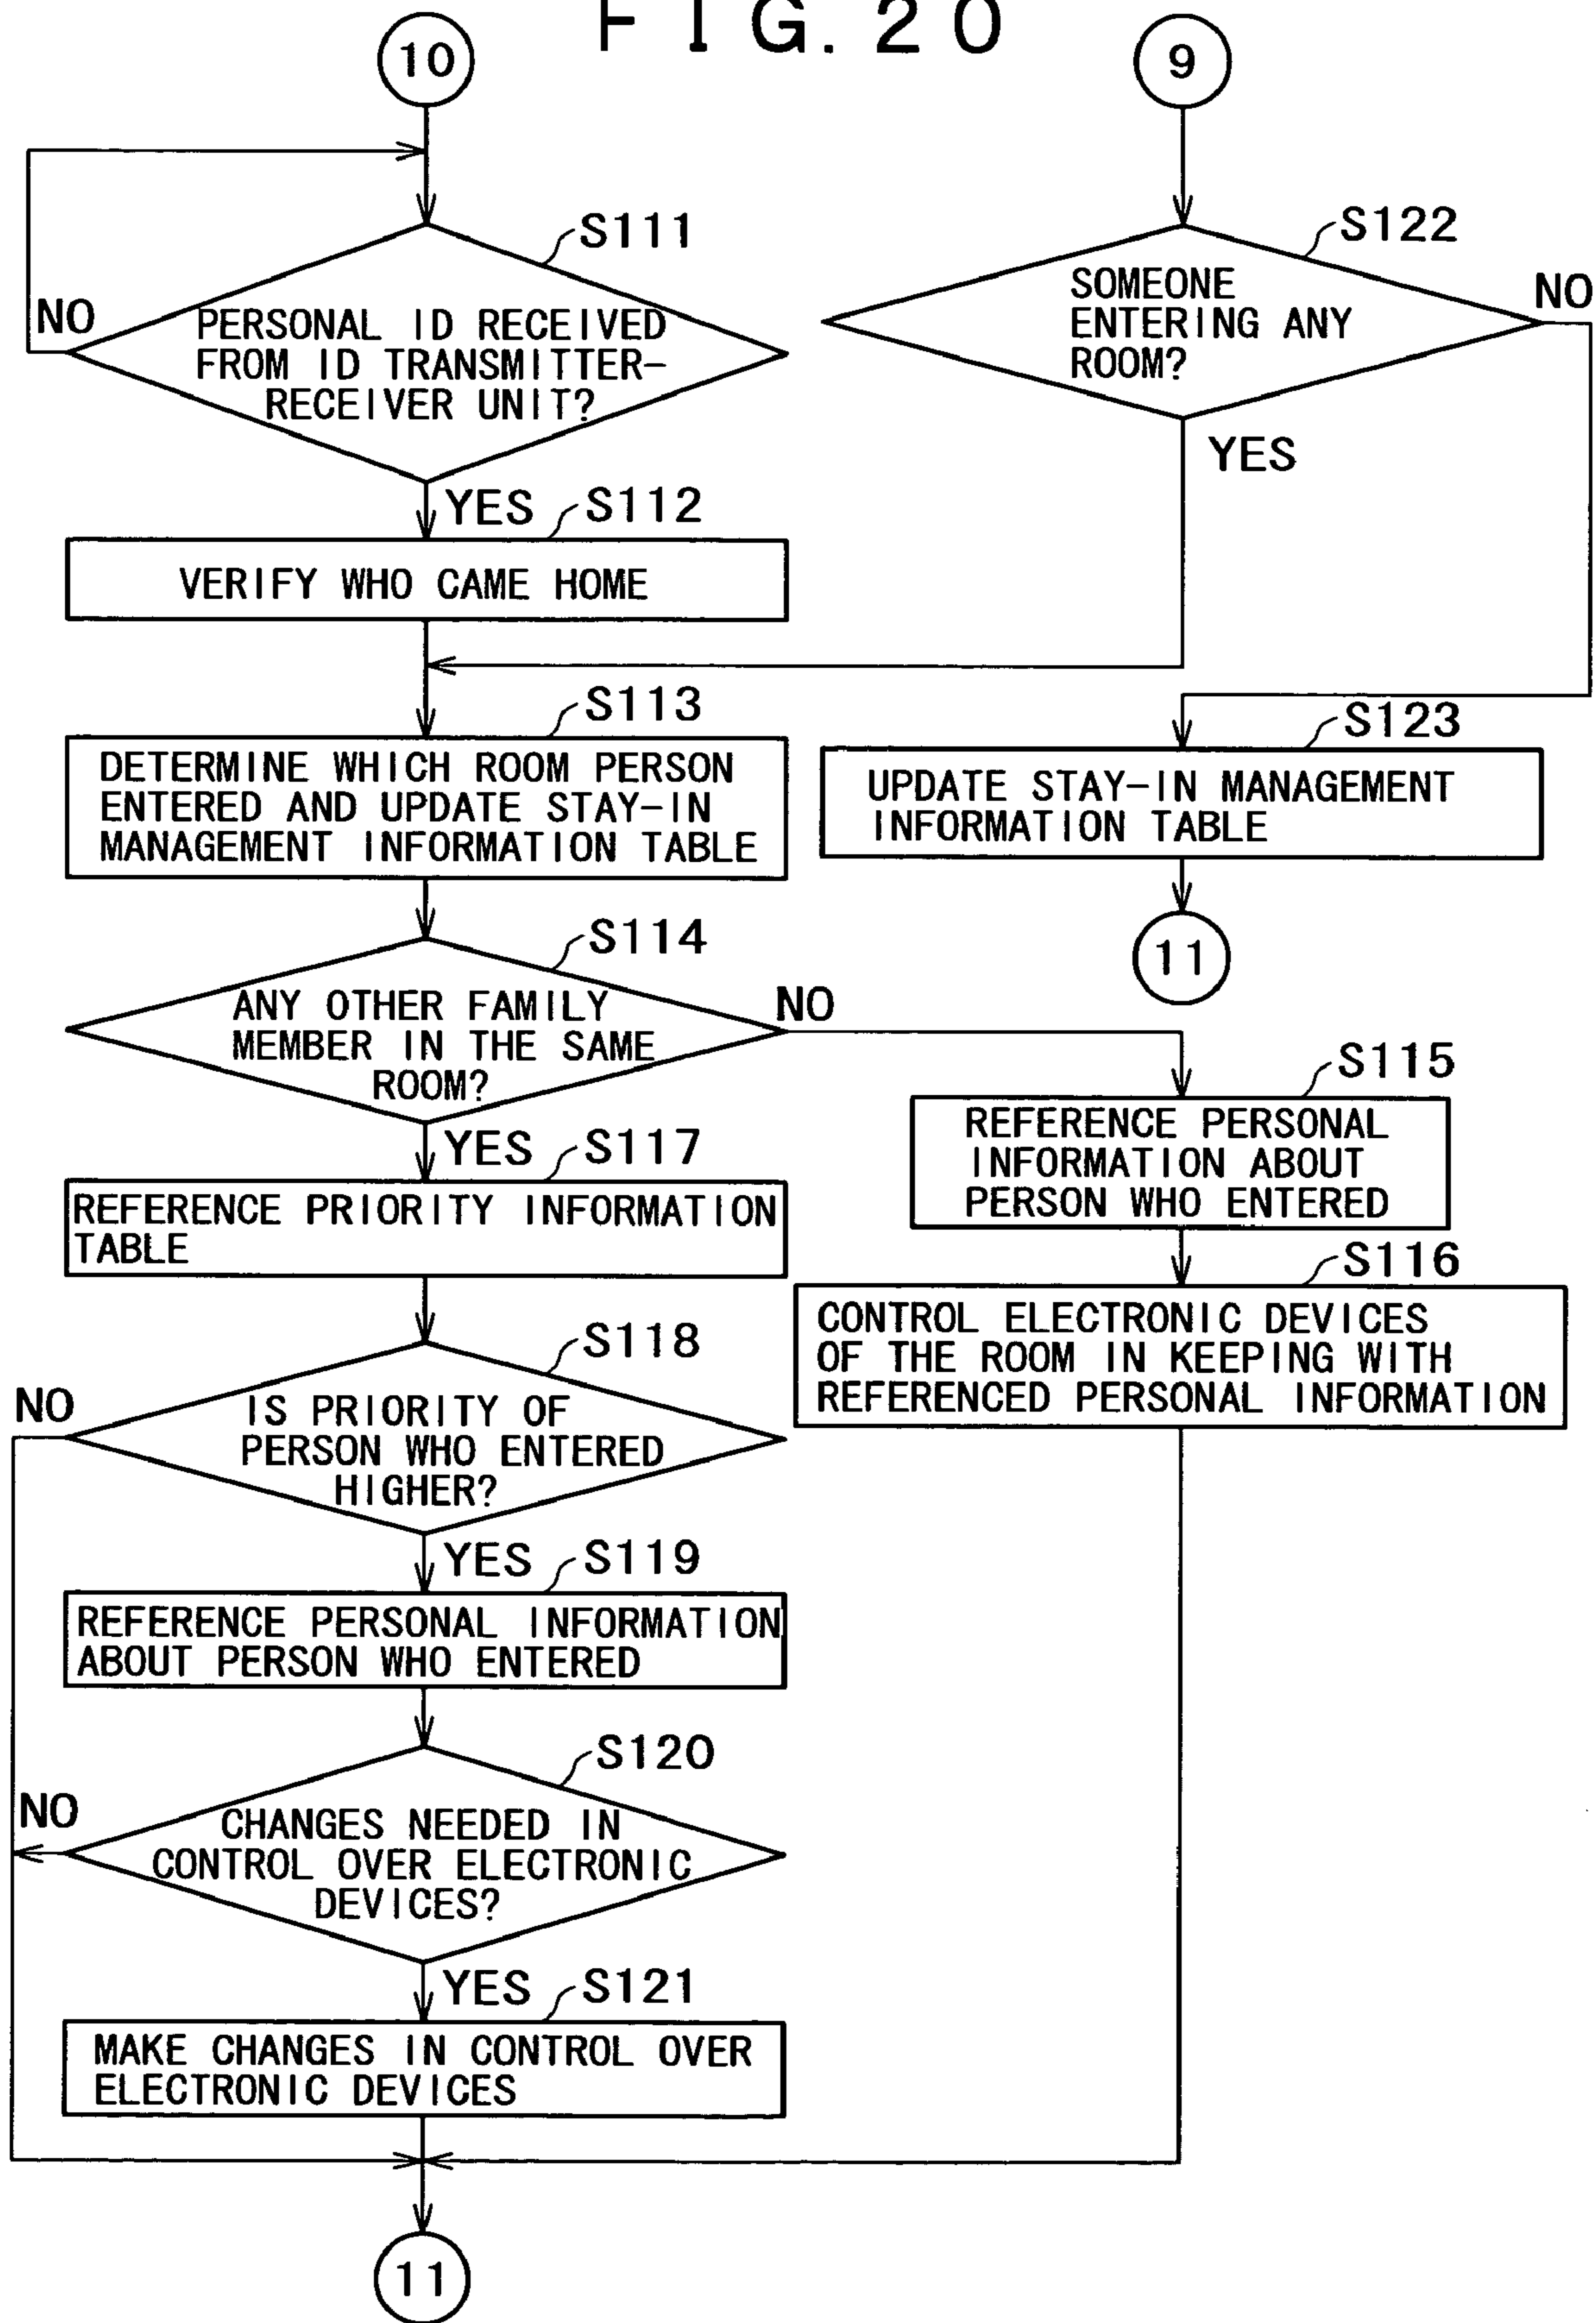 FIG. 20
10
9
S111
PERSONAL ID RECEIVED
FROM ID TRANSMITTER-
RECEIVER UNIT?
NO
YES
S112
VERIFY WHO CAME HOME
S122
SOMEONE
ENTERING ANY
ROOM?
NO
YES
S113
DETERMINE WHICH ROOM PERSON
ENTERED AND UPDATE STAY-IN
MANAGEMENT INFORMATION TABLE
S123
UPDATE STAY-IN MANAGEMENT
INFORMATION TABLE
11
S114
ANY OTHER FAMILY
MEMBER IN THE SAME
ROOM?
NO
YES
S115
REFERENCE PERSONAL
INFORMATION ABOUT
PERSON WHO ENTERED
S117
REFERENCE PRIORITY INFORMATION
TABLE
S116
CONTROL ELECTRONIC DEVICES
OF THE ROOM IN KEEPING WITH
REFERENCED PERSONAL INFORMATION
S118
NO
IS PRIORITY OF
PERSON WHO ENTERED
HIGHER?
YES
S119
REFERENCE PERSONAL INFORMATION
ABOUT PERSON WHO ENTERED
S120
NO
CHANGES NEEDED IN
CONTROL OVER ELECTRONIC
DEVICES?
YES
S121
MAKE CHANGES IN CONTROL OVER
ELECTRONIC DEVICES
11